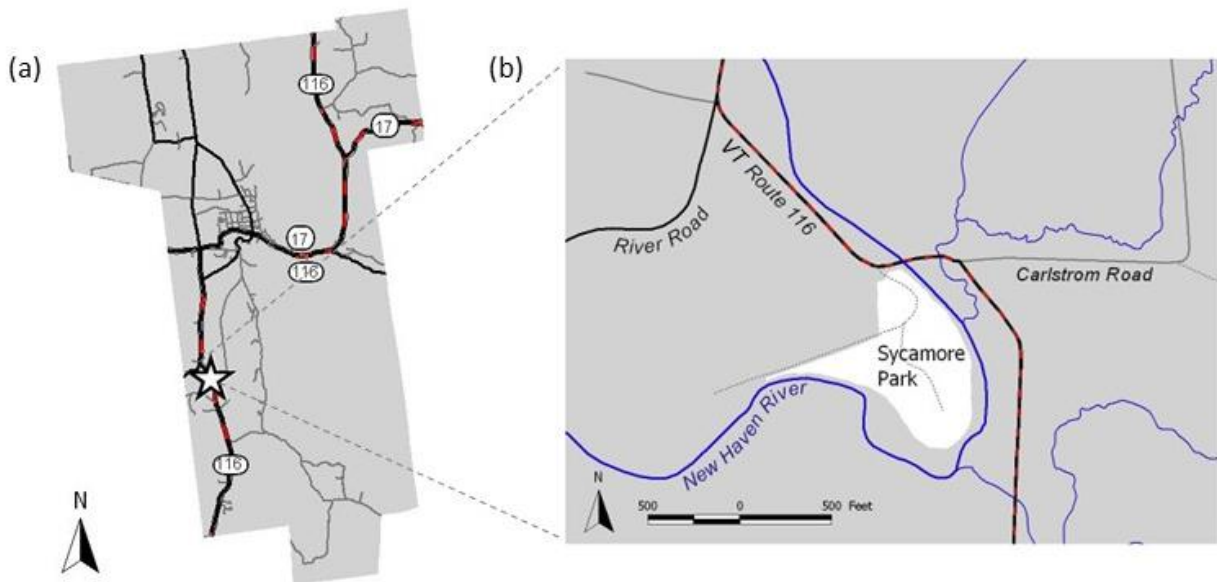 (a)
116
17
17
116
116
N
(b)
VT Route 116
River Road
Carlstrom Road
Sycamore
Park
New Haven River
N
500 0 500 Feet